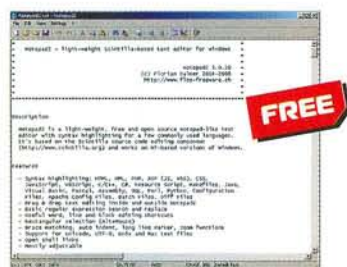 Notepad2 - light-weight Scintilla-based text editor for Windows
Notepad2
(c) Florian Balmer
http://www.flos-freeware.ch
FREE
Description
Notepad2 is a light-weight, free and open source Notepad-like text
editor with syntax highlighting for a few commonly used languages.
It's based on the Scintilla source code editing component
(http://www.scintilla.org) and works on NT-based versions of Windows.
Features
- Syntax highlighting: HTML, XML, PHP, ASP (JS, VBS), CSS,
JavaScript, VBScript, C/C++, C#, Resource Script, Makefiles, Java,
Visual Basic, Pascal, Assembly, SQL, Perl, Python, Configuration
Files, Apache Config Files, Batch Files, Diff Files
- Drag & drop text editing inside and outside Notepad2
- Basic regular expression search and replace
- Useful word, line and block editing shortcuts
- Rectangular selection (Alt+Mouse)
- Brace matching, auto indent, long line marker, zoom functions
- Support for Unicode, UTF-8, Unix and Mac text files
- Open shell links
- Mostly adjustable